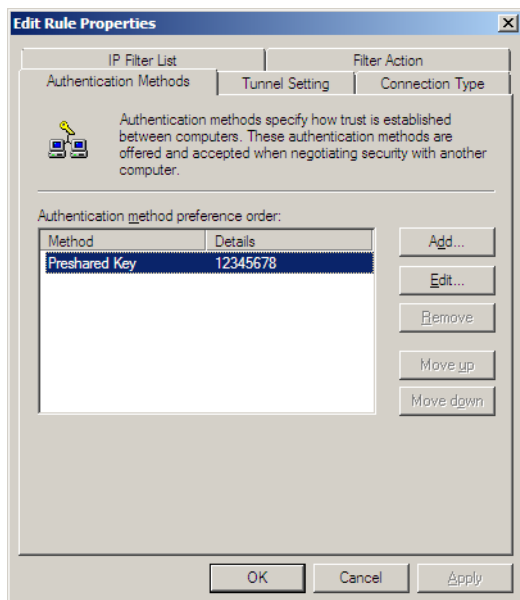 Edit Rule Properties
IP Filter List
Filter Action
Authentication Methods
Tunnel Setting
Connection Type
Authentication methods specify how trust is established
between computers. These authentication methods are
offered and accepted when negotiating security with another
computer.
Authentication method preference order:
Method Details
Preshared Key 12345678
Add...
Edit...
Remove
Move up
Move down
OK
Cancel
Apply